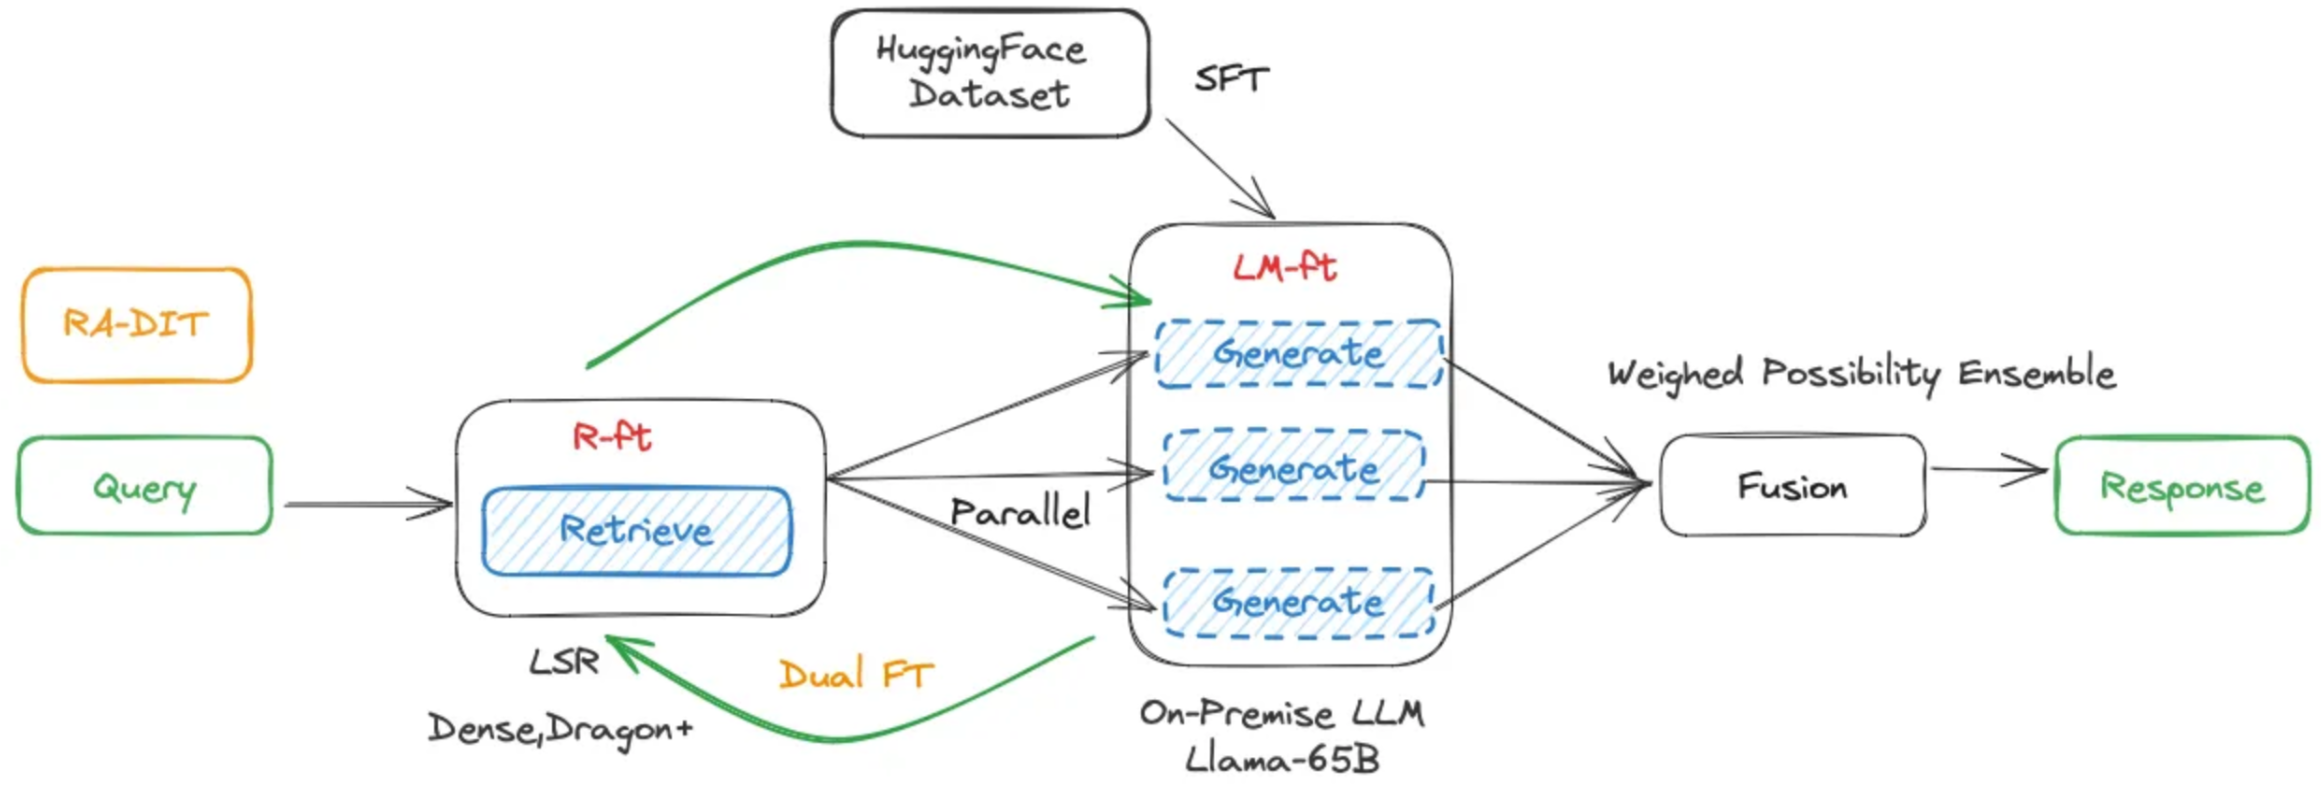 HuggingFace
Dataset
SFT
RA-DIT
Query
R-ft
Retrieve
LSR
Dense,Dragon+
Parallel
Dual FT
LM-ft
Generate
Generate
Generate
On-Premise LLM
Llama-65B
Weighed Possibility Ensemble
Fusion
Response